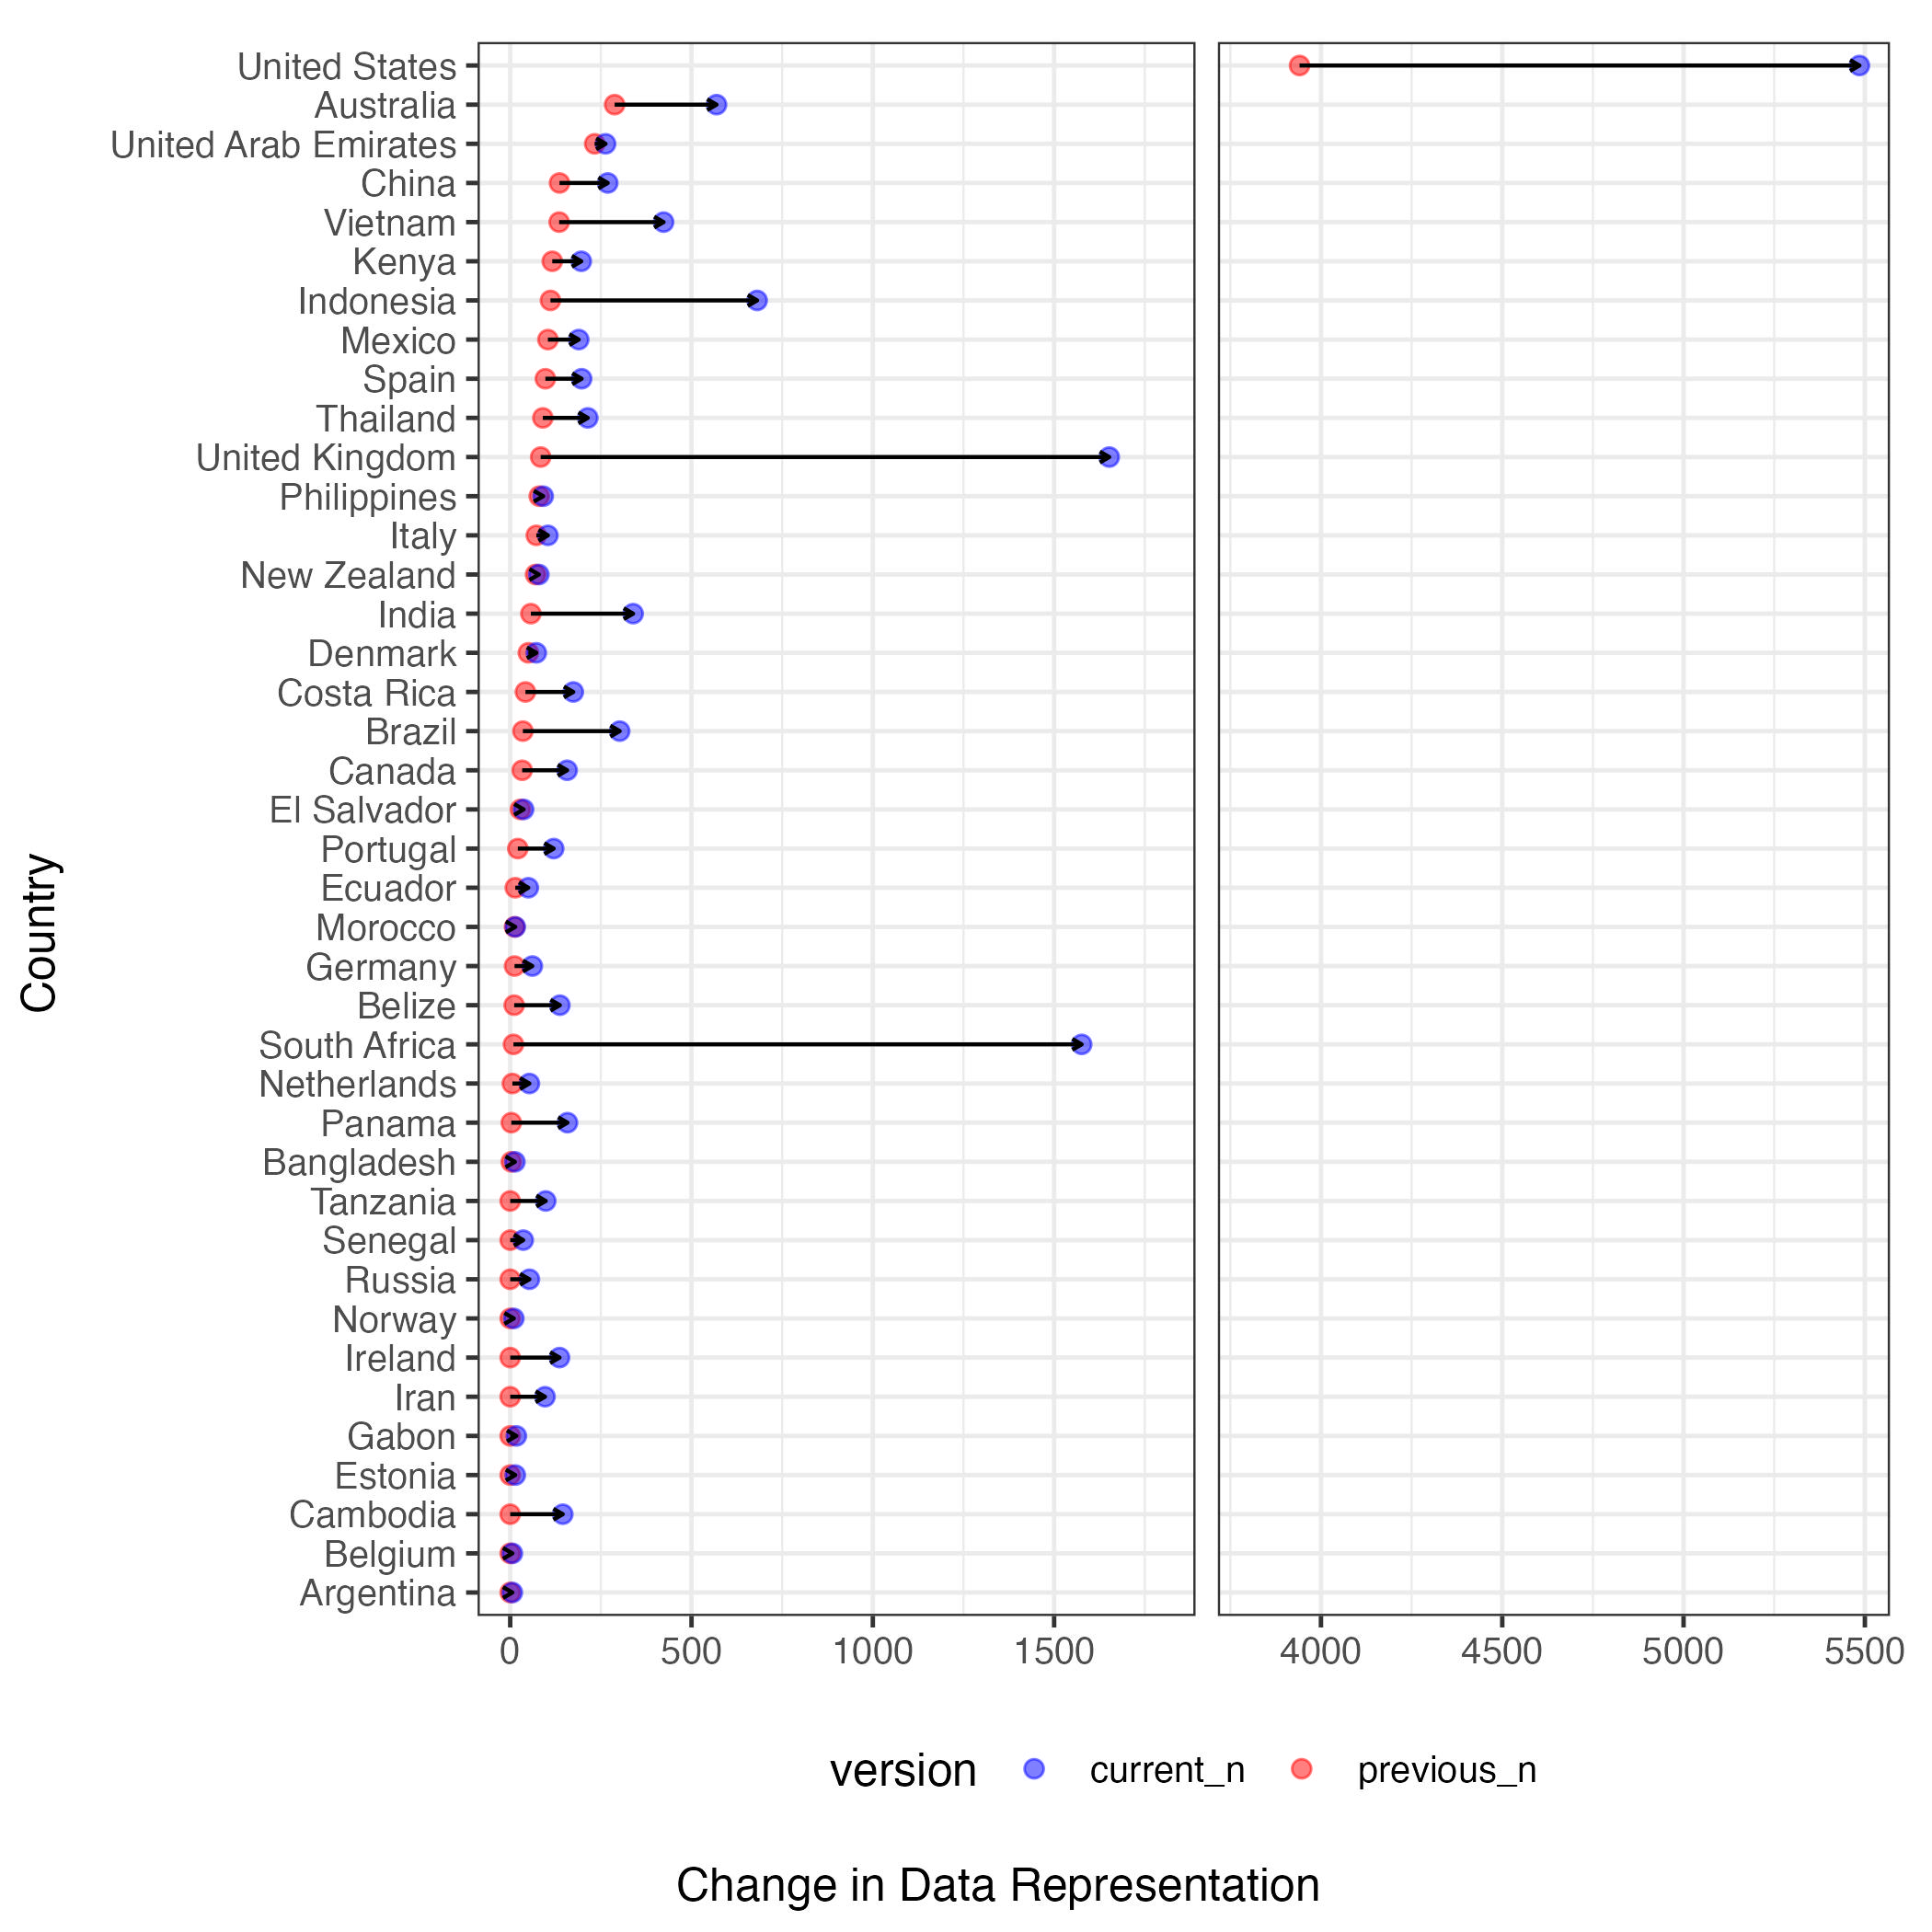 United States
Australia
United Arab Emirates
China
Vietnam
Kenya
Indonesia
Mexico
Spain
Thailand
United Kingdom
Philippines
Italy
New Zealand
India
Denmark
Costa Rica
Brazil
Canada
El Salvador
Portugal
Ecuador
Morocco
Germany
Belize
South Africa
Netherlands
Panama
Bangladesh
Tanzania
Senegal
Russia
Norway
Ireland
Iran
Gabon
Estonia
Cambodia
Belgium
Argentina
Country
0 500 1000 1500 4000 4500 5000 5500
version current_n previous_n
Change in Data Representation